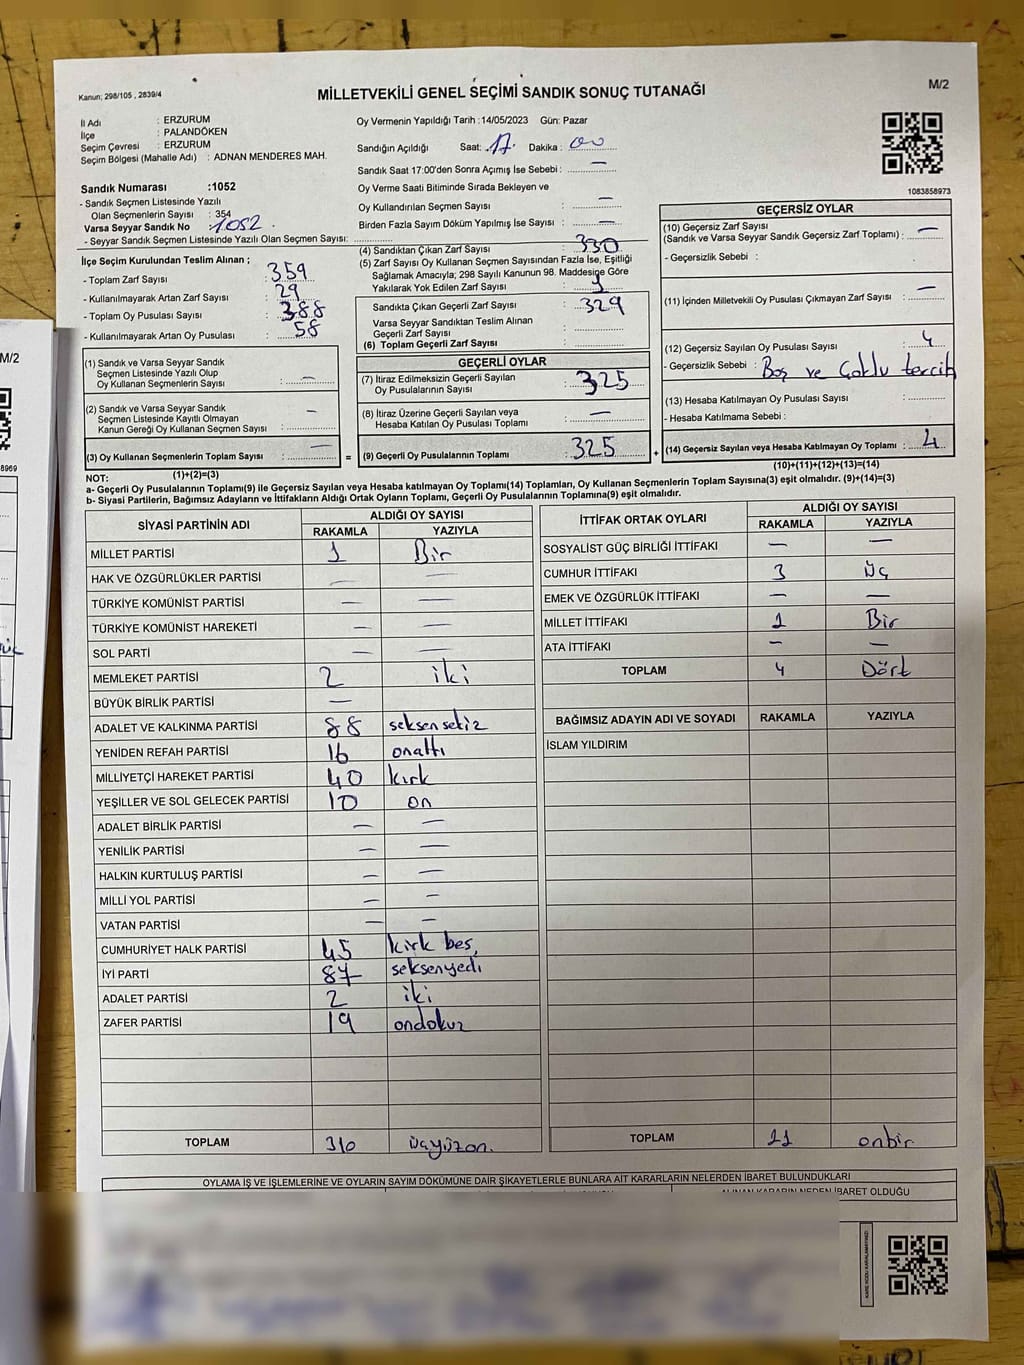 Kanun; 298/105 , 2839/4
MİLLETVEKİLİ GENEL SEÇİMİ SANDIK SONUÇ TUTANAĞI
M/2
İl Adı : ERZURUM
İlçe : PALANDÖKEN
Seçim Çevresi : ERZURUM
Seçim Bölgesi (Mahalle Adı) : ADNAN MENDERES MAH.
Sandık Numarası :1052
- Sandık Seçmen Listesinde Yazılı
Olan Seçmenlerin Sayısı : 354
Varsa Seyyar Sandık No : 1052
- Seyyar Sandık Seçmen Listesinde Yazılı Olan Seçmen Sayısı:
İlçe Seçim Kurulundan Teslim Alınan ;
- Toplam Zarf Sayısı : 359
- Kullanılmayarak Artan Zarf Sayısı : 29
- Toplam Oy Pusulası Sayısı : 388
- Kullanılmayarak Artan Oy Pusulası : 58
Oy Vermenin Yapıldığı Tarih :14/05/2023 Gün: Pazar
Sandığın Açıldığı Saat: 17 Dakika : 00
Sandık Saat 17:00'den Sonra Açımış İse Sebebi : —
Oy Verme Saati Bitiminde Sırada Bekleyen ve
Oy Kullandırılan Seçmen Sayısı : —
Birden Fazla Sayım Döküm Yapılmış İse Sayısı : —
(4) Sandıktan Çıkan Zarf Sayısı : 330
(5) Zarf Sayısı Oy Kullanan Seçmen Sayısından Fazla İse, Eşitliği
Sağlamak Amacıyla; 298 Sayılı Kanunun 98. Maddesine Göre
Yakılarak Yok Edilen Zarf Sayısı : 1
Sandıkta Çıkan Geçerli Zarf Sayısı : 329
Varsa Seyyar Sandıktan Teslim Alınan
Geçerli Zarf Sayısı :
(6) Toplam Geçerli Zarf Sayısı :
1083858973
GEÇERSİZ OYLAR
(10) Geçersiz Zarf Sayısı
(Sandık ve Varsa Seyyar Sandık Geçersiz Zarf Toplamı) : —
- Geçersizlik Sebebi :
(11) İçinden Milletvekili Oy Pusulası Çıkmayan Zarf Sayısı : —
(12) Geçersiz Sayılan Oy Pusulası Sayısı : 4
- Geçersizlik Sebebi : Boş ve Çoklu tercih
(13) Hesaba Katılmayan Oy Pusulası Sayısı :
- Hesaba Katılmama Sebebi :
(14) Geçersiz Sayılan veya Hesaba Katılmayan Oy Toplamı : 4
(10)+(11)+(12)+(13)=(14)
(1) Sandık ve Varsa Seyyar Sandık
Seçmen Listesinde Yazılı Olup
Oy Kullanan Seçmenlerin Sayısı : —
(2) Sandık ve Varsa Seyyar Sandık
Seçmen Listesinde Kayıtlı Olmayan
Kanun Gereği Oy Kullanan Seçmen Sayısı : —
(3) Oy Kullanan Seçmenlerin Toplam Sayısı : —
(1)+(2)=(3)
=
GEÇERLİ OYLAR
(7) İtiraz Edilmeksizin Geçerli Sayılan
Oy Pusulalarının Sayısı : 325
(8) İtiraz Üzerine Geçerli Sayılan veya
Hesaba Katılan Oy Pusulası Toplamı : —
(9) Geçerli Oy Pusulalarının Toplamı : 325
+
NOT:
a- Geçerli Oy Pusulalarının Toplamı(9) ile Geçersiz Sayılan veya Hesaba katılmayan Oy Toplamı(14) Toplamları, Oy Kullanan Seçmenlerin Toplam Sayısına(3) eşit olmalıdır. (9)+(14)=(3)
b- Siyasi Partilerin, Bağımsız Adayların ve İttifakların Aldığı Ortak Oyların Toplamı, Geçerli Oy Pusulalarının Toplamına(9) eşit olmalıdır.
SİYASİ PARTİNİN ADI ALDIĞI OY SAYISI
RAKAMLA YAZIYLA
MİLLET PARTİSİ 1 Bir
HAK VE ÖZGÜRLÜKLER PARTİSİ — —
TÜRKİYE KOMÜNİST PARTİSİ — —
TÜRKİYE KOMÜNİST HAREKETİ — —
SOL PARTİ — —
MEMLEKET PARTİSİ 2 iki
BÜYÜK BİRLİK PARTİSİ —
ADALET VE KALKINMA PARTİSİ 88 seksen sekiz
YENİDEN REFAH PARTİSİ 16 onaltı
MİLLİYETÇİ HAREKET PARTİSİ 40 kırk
YEŞİLLER VE SOL GELECEK PARTİSİ 10 on
ADALET BİRLİK PARTİSİ — —
YENİLİK PARTİSİ — —
HALKIN KURTULUŞ PARTİSİ — —
MİLLİ YOL PARTİSİ — —
VATAN PARTİSİ — —
CUMHURİYET HALK PARTİSİ 45 kırk beş
İYİ PARTİ 87 seksenyedi
ADALET PARTİSİ 2 iki
ZAFER PARTİSİ 19 ondokuz
TOPLAM 310 üçyüzon.
İTTİFAK ORTAK OYLARI ALDIĞI OY SAYISI
RAKAMLA YAZIYLA
SOSYALİST GÜÇ BİRLİĞİ İTTİFAKI — —
CUMHUR İTTİFAKI 3 üç
EMEK VE ÖZGÜRLÜK İTTİFAKI — —
MİLLET İTTİFAKI 1 Bir
ATA İTTİFAKI — —
TOPLAM 4 Dört
BAĞIMSIZ ADAYIN ADI VE SOYADI RAKAMLA YAZIYLA
İSLAM YILDIRIM
TOPLAM 11 onbir
OYLAMA İŞ VE İŞLEMLERİNE VE OYLARIN SAYIM DÖKÜMÜNE DAİR ŞİKAYETLERLE BUNLARA AİT KARARLARIN NELERDEN İBARET BULUNDUKLARI
ALINAN KARARIN NEDEN İBARET OLDUĞU
M/2
8969